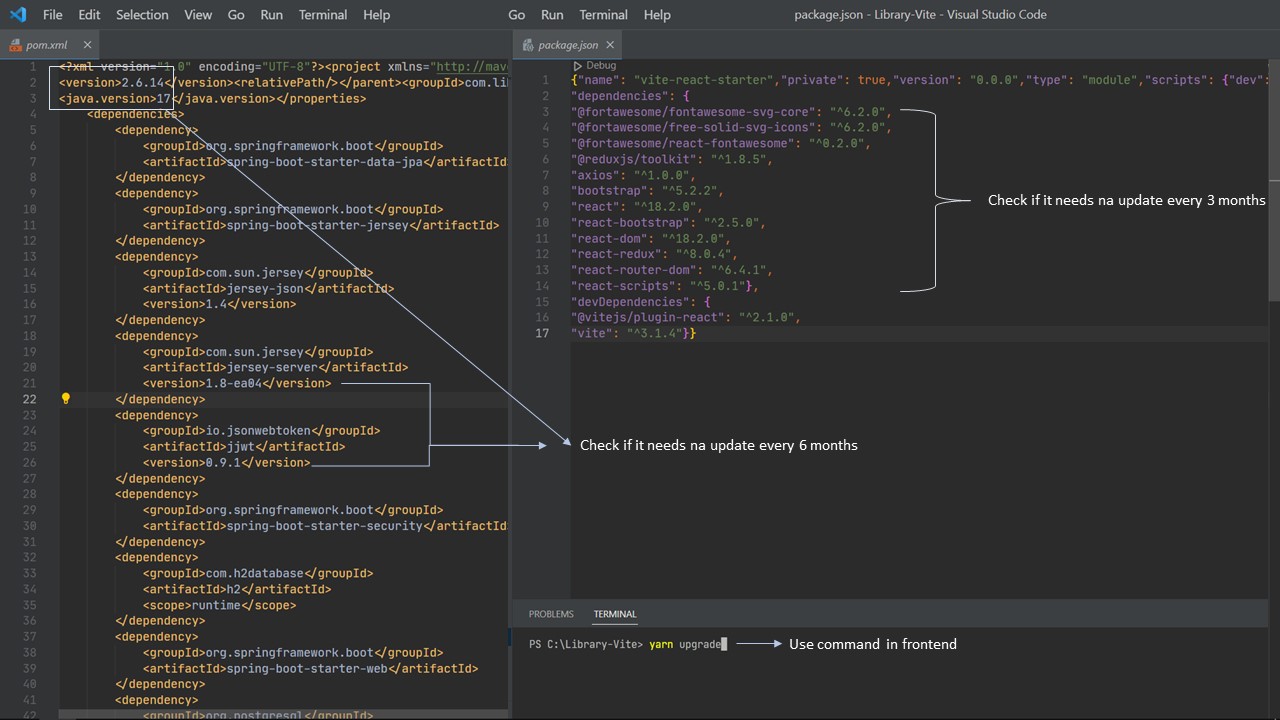 File Edit Selection View Go Run Terminal Help
Go Run Terminal Help
package.json - Library-Vite - Visual Studio Code
pom.xml ×
1 <?xml version="1.0" encoding="UTF-8"?><project xmlns="http://mav
2 <version>2.6.14</version><relativePath/></parent><groupId>com.li
3 <java.version>17</java.version></properties>
4 <dependencies>
5 <dependency>
6 <groupId>org.springframework.boot</groupId>
7 <artifactId>spring-boot-starter-data-jpa</artifactId
8 </dependency>
9 <dependency>
10 <groupId>org.springframework.boot</groupId>
11 <artifactId>spring-boot-starter-jersey</artifactId>
12 </dependency>
13 <dependency>
14 <groupId>com.sun.jersey</groupId>
15 <artifactId>jersey-json</artifactId>
16 <version>1.4</version>
17 </dependency>
18 <dependency>
19 <groupId>com.sun.jersey</groupId>
20 <artifactId>jersey-server</artifactId>
21 <version>1.8-ea04</version>
22 </dependency>
23 <dependency>
24 <groupId>io.jsonwebtoken</groupId>
25 <artifactId>jjwt</artifactId>
26 <version>0.9.1</version>
27 </dependency>
28 <dependency>
29 <groupId>org.springframework.boot</groupId>
30 <artifactId>spring-boot-starter-security</artifactId
31 </dependency>
32 <dependency>
33 <groupId>com.h2database</groupId>
34 <artifactId>h2</artifactId>
35 <scope>runtime</scope>
36 </dependency>
37 <dependency>
38 <groupId>org.springframework.boot</groupId>
39 <artifactId>spring-boot-starter-web</artifactId>
40 </dependency>
41 <dependency>
42 <groupId>org.postgresql</groupId>
package.json ×
Debug
1 {"name": "vite-react-starter","private": true,"version": "0.0.0","type": "module","scripts": {"dev":
2 "dependencies": {
3 "@fortawesome/fontawesome-svg-core": "^6.2.0",
4 "@fortawesome/free-solid-svg-icons": "^6.2.0",
5 "@fortawesome/react-fontawesome": "^0.2.0",
6 "@reduxjs/toolkit": "^1.8.5",
7 "axios": "^1.0.0",
8 "bootstrap": "^5.2.2",
9 "react": "^18.2.0",
10 "react-bootstrap": "^2.5.0",
11 "react-dom": "^18.2.0",
12 "react-redux": "^8.0.4",
13 "react-router-dom": "^6.4.1",
14 "react-scripts": "^5.0.1"},
15 "devDependencies": {
16 "@vitejs/plugin-react": "^2.1.0",
17 "vite": "^3.1.4"}}
Check if it needs na update every 3 months
Check if it needs na update every 6 months
PROBLEMS TERMINAL
PS C:\Library-Vite> yarn upgrade
Use command in frontend